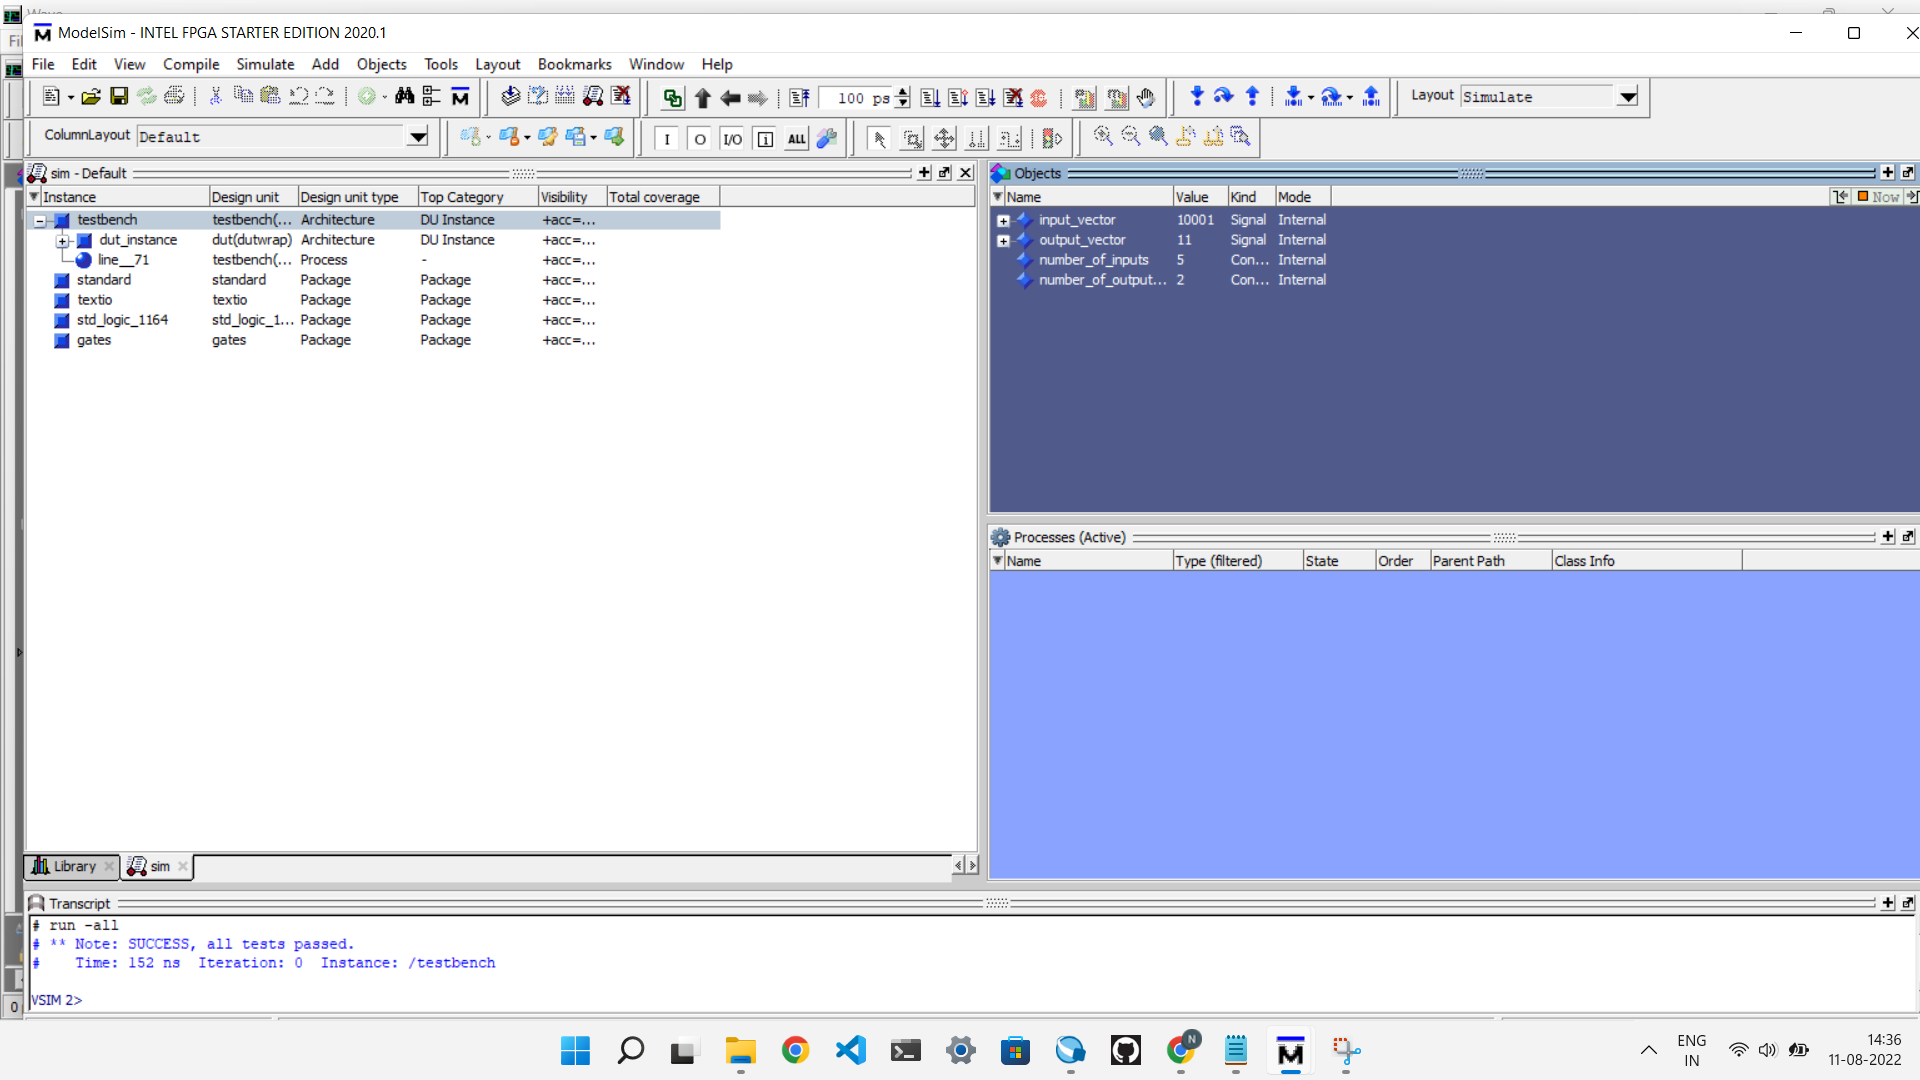 Wave
ModelSim - INTEL FPGA STARTER EDITION 2020.1
File Edit View Compile Simulate Add Objects Tools Layout Bookmarks Window Help
100 ps
Layout Simulate
ColumnLayout Default
I O I/O ALL
sim - Default
Instance Design unit Design unit type Top Category Visibility Total coverage
testbench testbench(... Architecture DU Instance +acc=...
dut_instance dut(dutwrap) Architecture DU Instance +acc=...
line__71 testbench(... Process - +acc=...
standard standard Package Package +acc=...
textio textio Package Package +acc=...
std_logic_1164 std_logic_1... Package Package +acc=...
gates gates Package Package +acc=...
Library sim
Objects
Name Value Kind Mode
Now
input_vector 10001 Signal Internal
output_vector 11 Signal Internal
number_of_inputs 5 Con... Internal
number_of_output... 2 Con... Internal
Processes (Active)
Name Type (filtered) State Order Parent Path Class Info
Transcript
# run -all
# ** Note: SUCCESS, all tests passed.
# Time: 152 ns Iteration: 0 Instance: /testbench
VSIM 2>
0
N
ENG
IN
14:36
11-08-2022